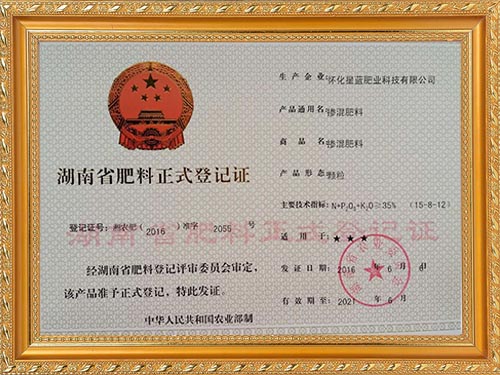 湖南省肥料正式登记证
登记证号：湘农肥（2016）准字 2055 号
经湖南省肥料登记评审委员会审定，
该产品准予正式登记，特此发证。
中华人民共和国农业部制
生产企业： 怀化星蓝肥业科技有限公司
产品通用名： 掺混肥料
商品名： 掺混肥料
产品形态： 颗粒
主要技术指标： N+P₂O₅+K₂O≥35% （15-8-12）
适用于： ★★★
发证日期： 2016 年 6 月
有效期至： 2021 年 6 月
湖南省肥料正式登记证